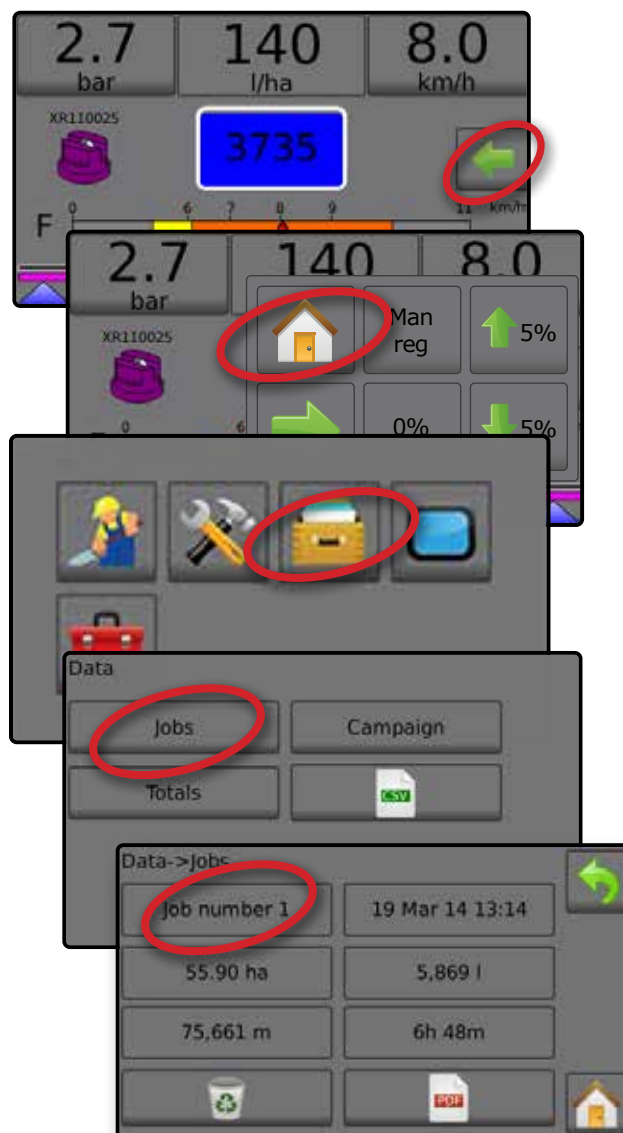 2.7 140 8.0
bar l/ha km/h
XR110025
3735
0 6 7 8 9 11 km/h
F
2.7 140 8.0
bar
XR110025
Man
reg
5%
0 6
0% 5%
Data
Jobs Campaign
Totals CSV
Data->Jobs
Job number 1 19 Mar 14 13:14
55.90 ha 5,869 l
75,661 m 6h 48m
PDF